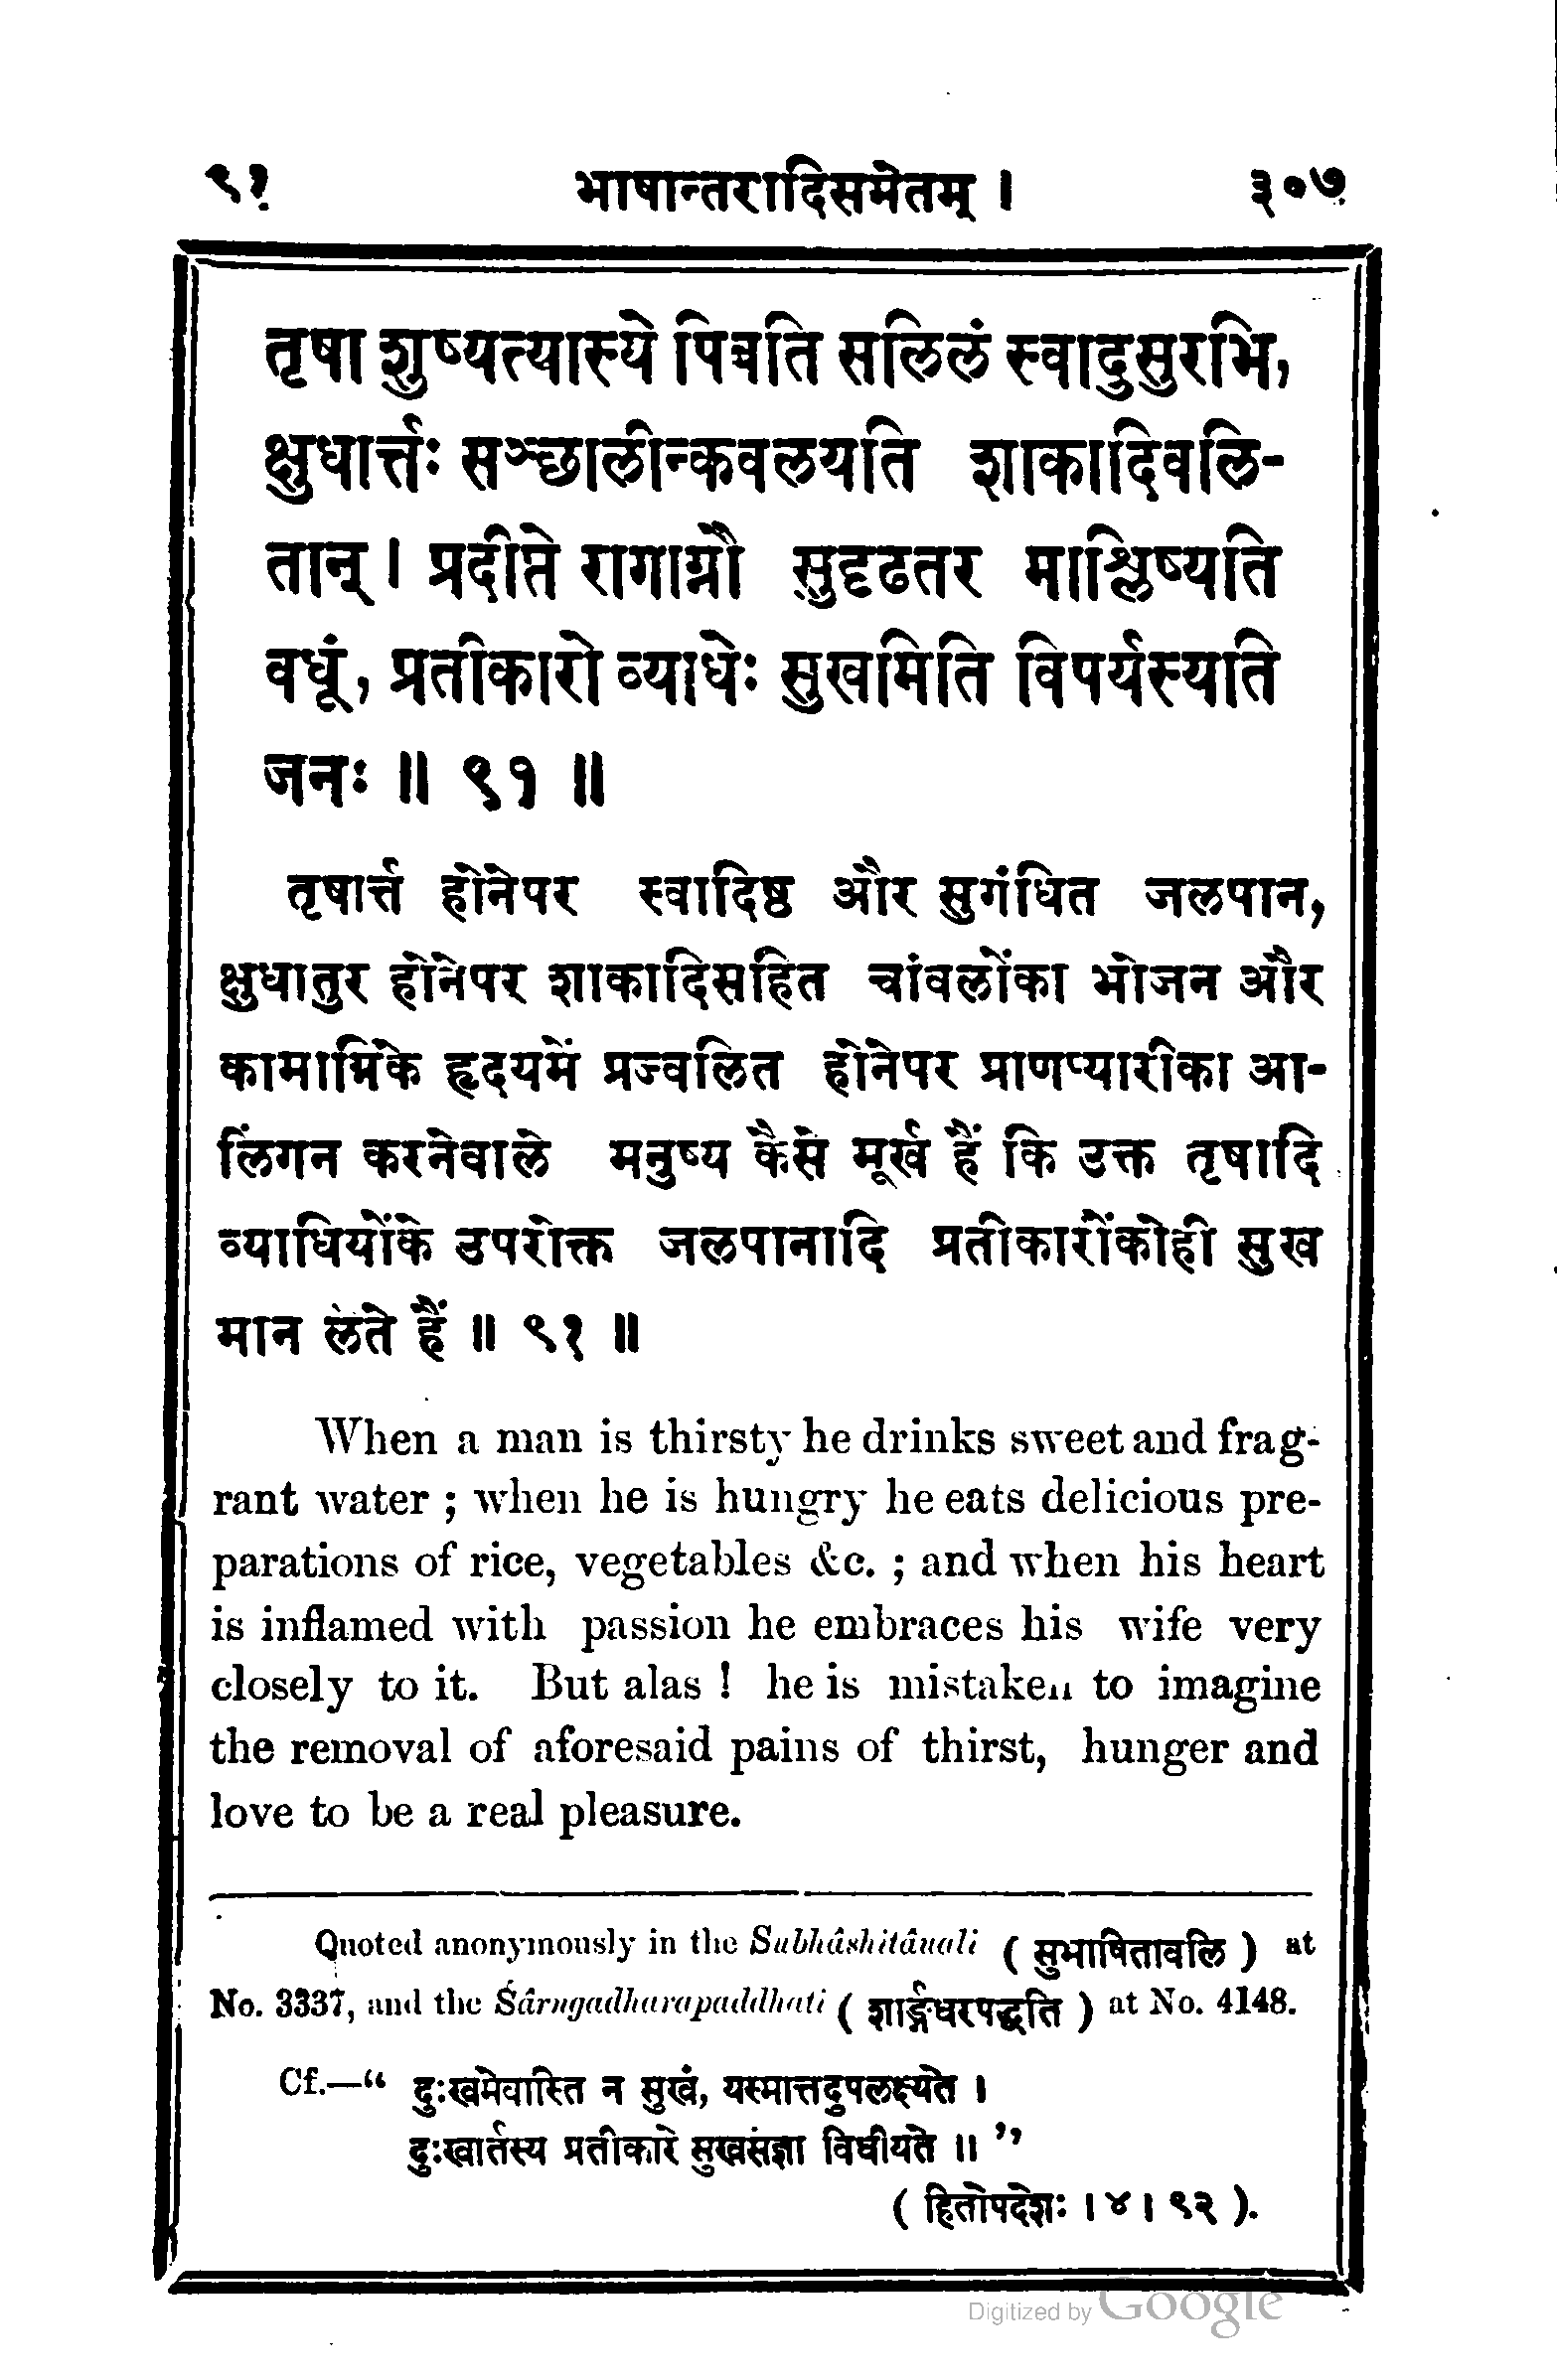 ९१ भाषान्तरादिसमेतम् । ३०७
तृषा शुष्यत्यास्ये पिबति सलिलं स्वादुसुरभि,
क्षुधार्त्तः सञ्छालीन्कवलयति शाकादिवलि-
तान् । प्रदीप्ते रागाग्नौ सुदृढतर माश्लिष्यति
वधूं, प्रतीकारो व्याधेः सुखमिति विपर्यस्यति
जनः ॥ ९१ ॥
तृषार्त्त होनेपर स्वादिष्ठ और सुगंधित जलपान,
क्षुधातुर होनेपर शाकादिसहित चांवलोंका भोजन और
कामाग्निके हृदयमें प्रज्वलित होनेपर प्राणप्यारीका आ-
लिंगन करनेवाले मनुष्य कैसे मूर्ख हैं कि उक्त तृषादि
व्याधियोंके उपरोक्त जलपानादि प्रतीकारोंकोही सुख
मान लेते हैं ॥ ९१ ॥
When a man is thirsty he drinks sweet and frag-
rant water ; when he is hungry he eats delicious pre-
parations of rice, vegetables &c. ; and when his heart
is inflamed with passion he embraces his wife very
closely to it. But alas ! he is mistaken to imagine
the removal of aforesaid pains of thirst, hunger and
love to be a real pleasure.
Quoted anonymously in the Subhâshitâvali ( सुभाषितावलि ) at
No. 3337, and the Śârngadharapaddhati ( शार्ङ्गधरपद्धति ) at No. 4148.
Cf.—“ दुःखमेवास्ति न सुखं, यस्मात्तदुपलक्ष्यते ।
दुःखार्तस्य प्रतीकारे सुखसंज्ञा विधीयते ॥ ”
( हितोपदेशः । ४ । ९२ ).
Digitized by Google